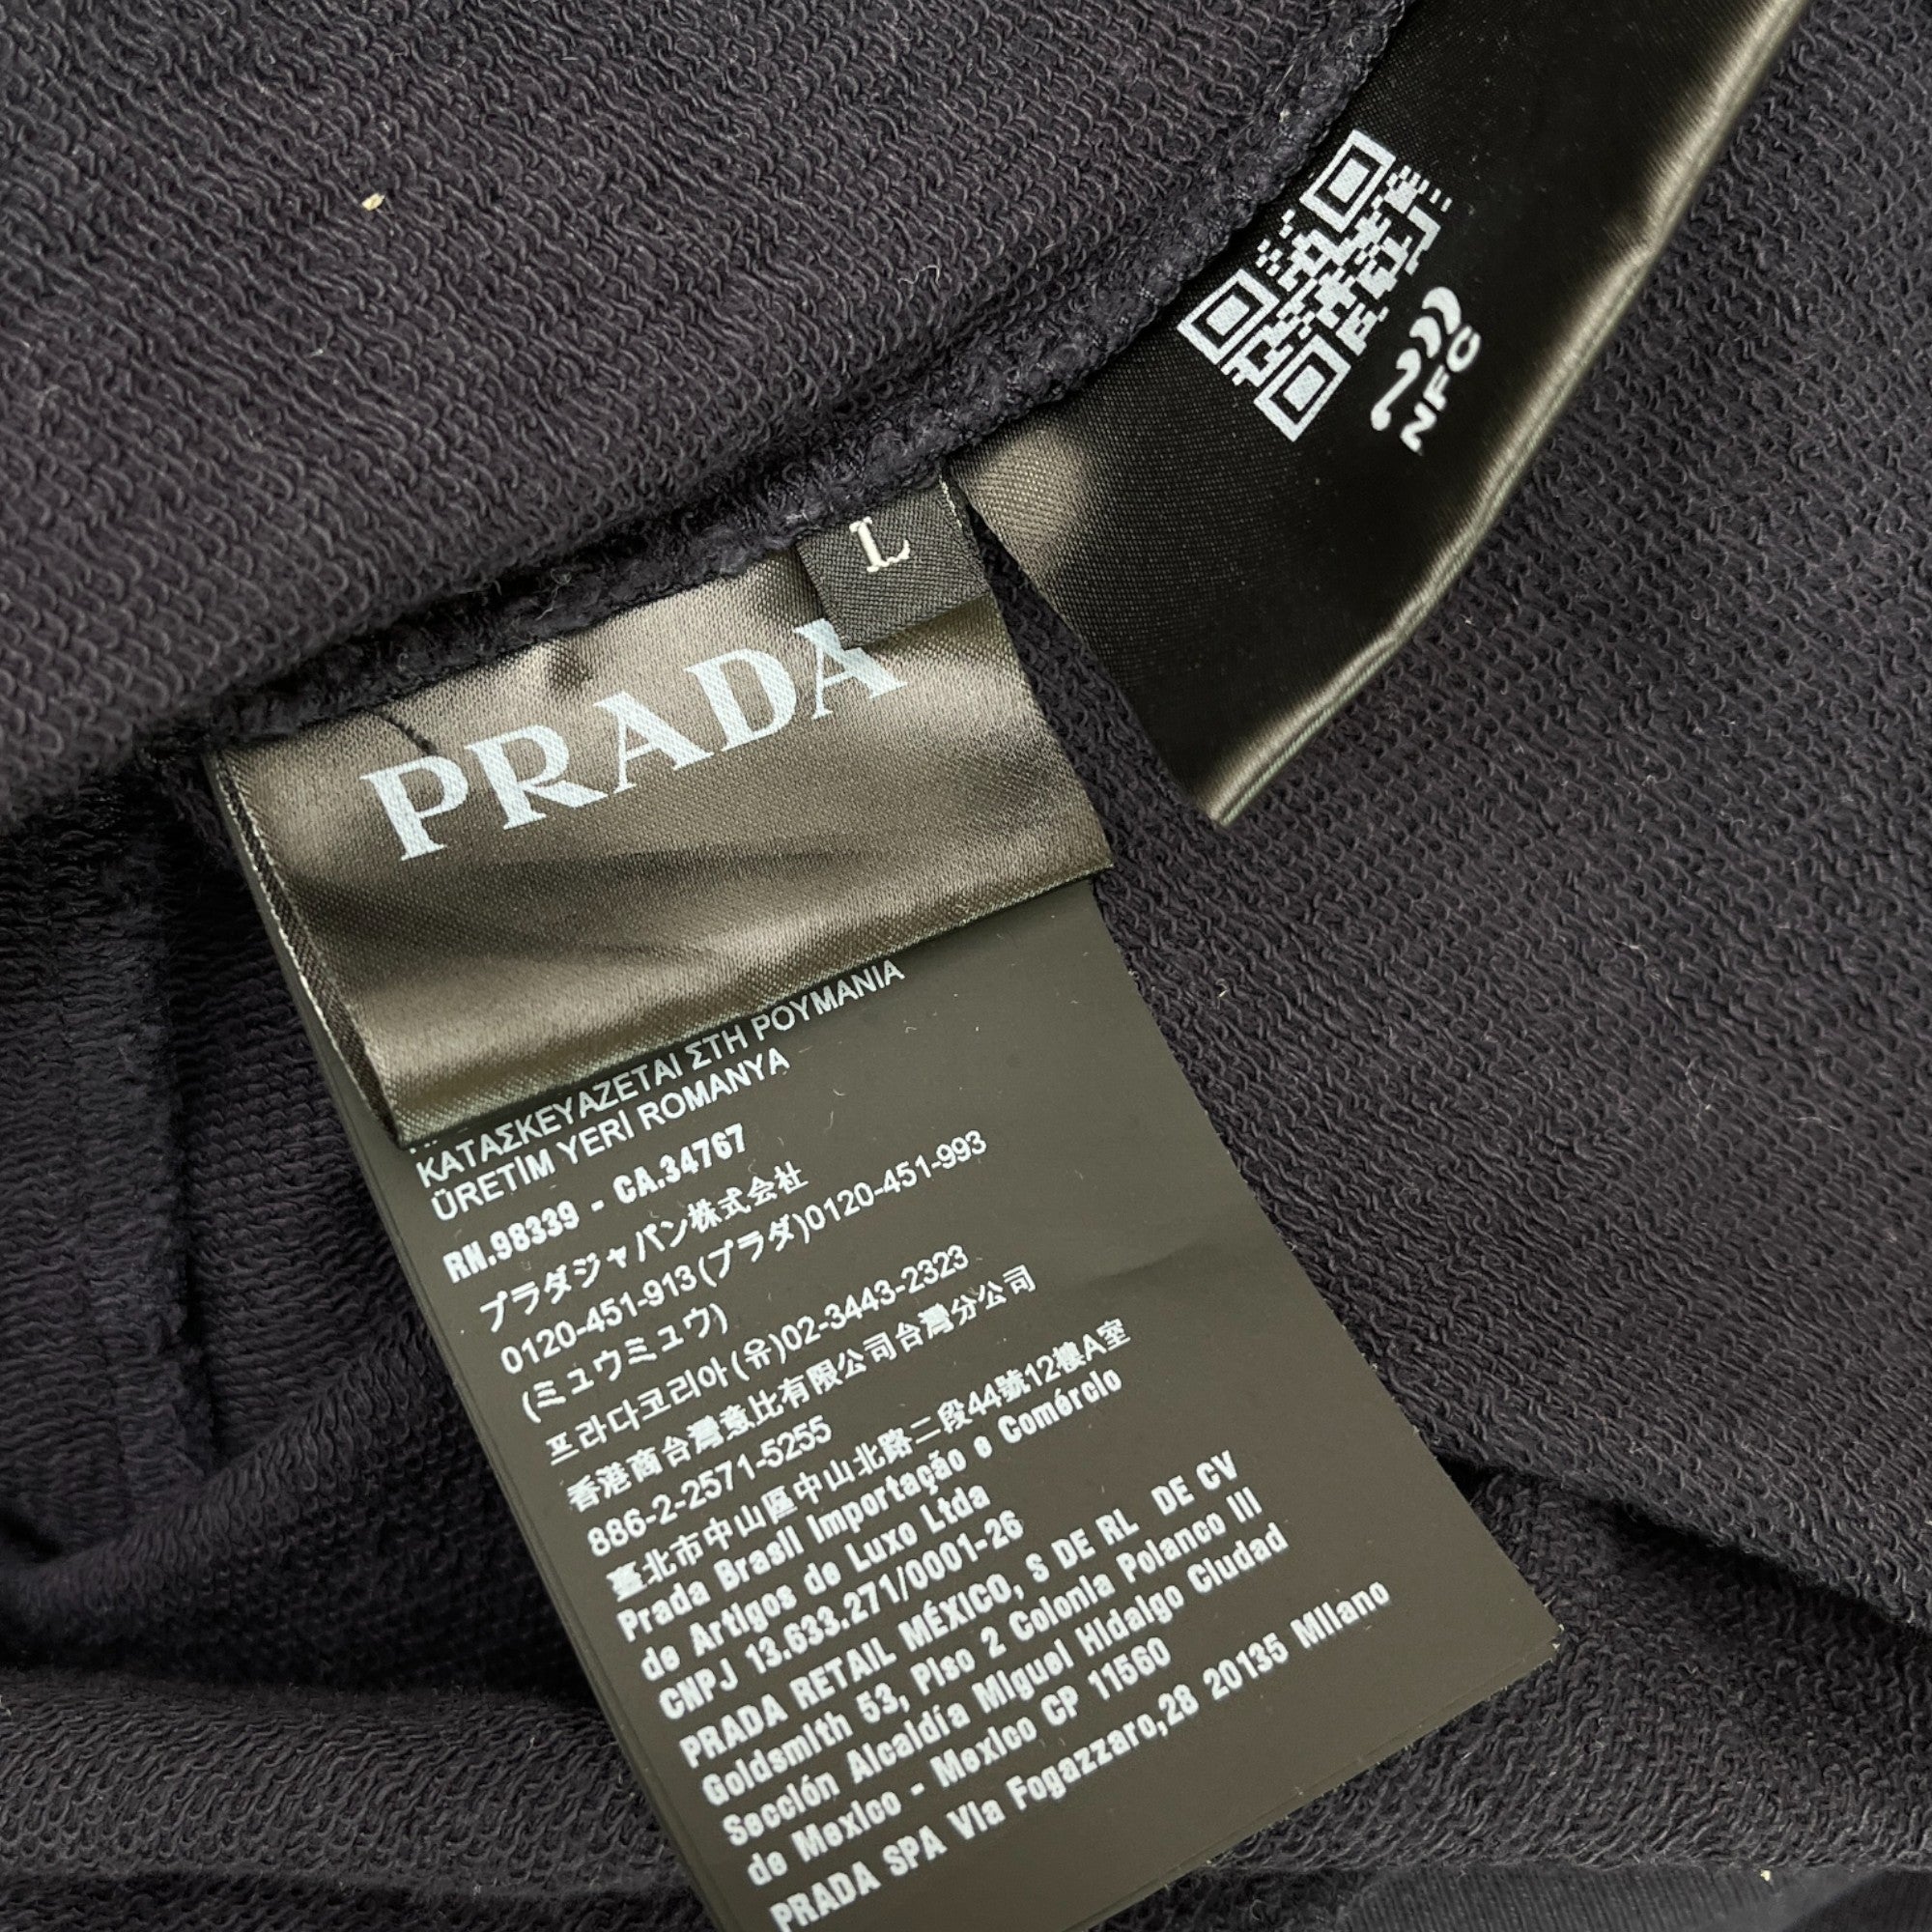 NFC
L
PRADA
ΚΑΤΑΣΚΕΥΑΖΕΤΑΙ ΣΤΗ ΡΟΥΜΑΝΙΑ
ÜRETİM YERİ ROMANYA
RN.98339 - CA.34767
プラダジャパン株式会社
0120-451-913(プラダ)0120-451-993
(ミュウミュウ)
프라다코리아(유)02-3443-2323
香港商台灣意比有限公司台灣分公司
886-2-2571-5255
臺北市中山區中山北路二段44號12樓A室
Prada Brasil Importação e Comércio
de Artigos de Luxo Ltda
CNPJ 13.633.271/0001-26
PRADA RETAIL MÉXICO, S DE RL DE CV
Goldsmith 53, Piso 2 Colonia Polanco III
Sección Alcaldía Miguel Hidalgo Ciudad
de Mexico - Mexico CP 11560
PRADA SPA Via Fogazzaro,28 20135 Milano